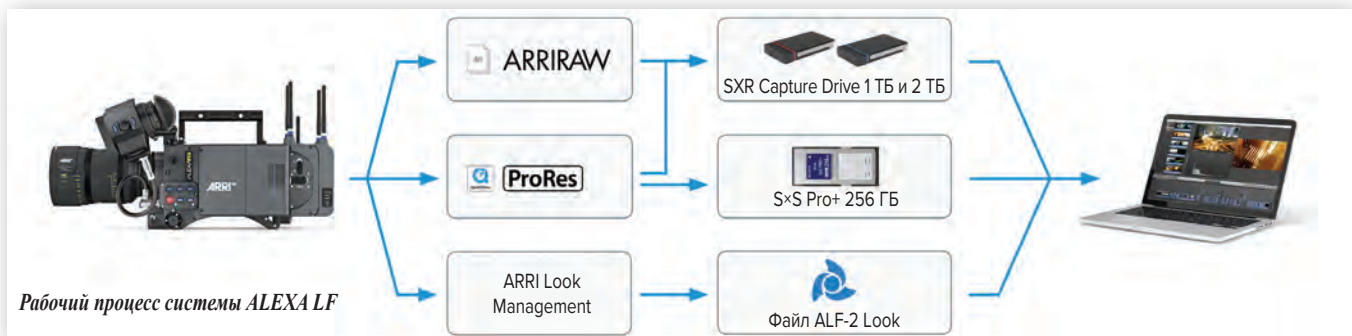 ARRIRAW
SXR Capture Drive 1 ТБ и 2 ТБ
ProRes
S×S Pro+ 256 ГБ
ARRI Look
Management
Файл ALF-2 Look
ARRI
Рабочий процесс системы ALEXA LF